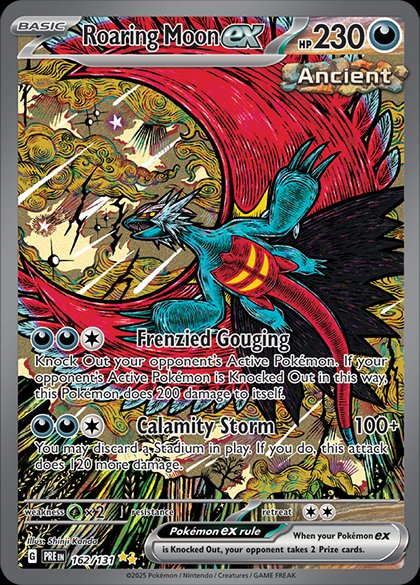 BASIC
Roaring Moon ex
HP 230
Ancient
Frenzied Gouging
Knock Out your opponent's Active Pokémon. If your
opponent's Active Pokémon is Knocked Out in this way,
this Pokémon does 200 damage to itself.
Calamity Storm 100+
You may discard a Stadium in play. If you do, this attack
does 120 more damage.
weakness ×2 resistance retreat
Illus. Shinji Kanda
G PRE EN 162/131
Pokémon ex rule
When your Pokémon ex
is Knocked Out, your opponent takes 2 Prize cards.
©2025 Pokémon / Nintendo / Creatures / GAME FREAK